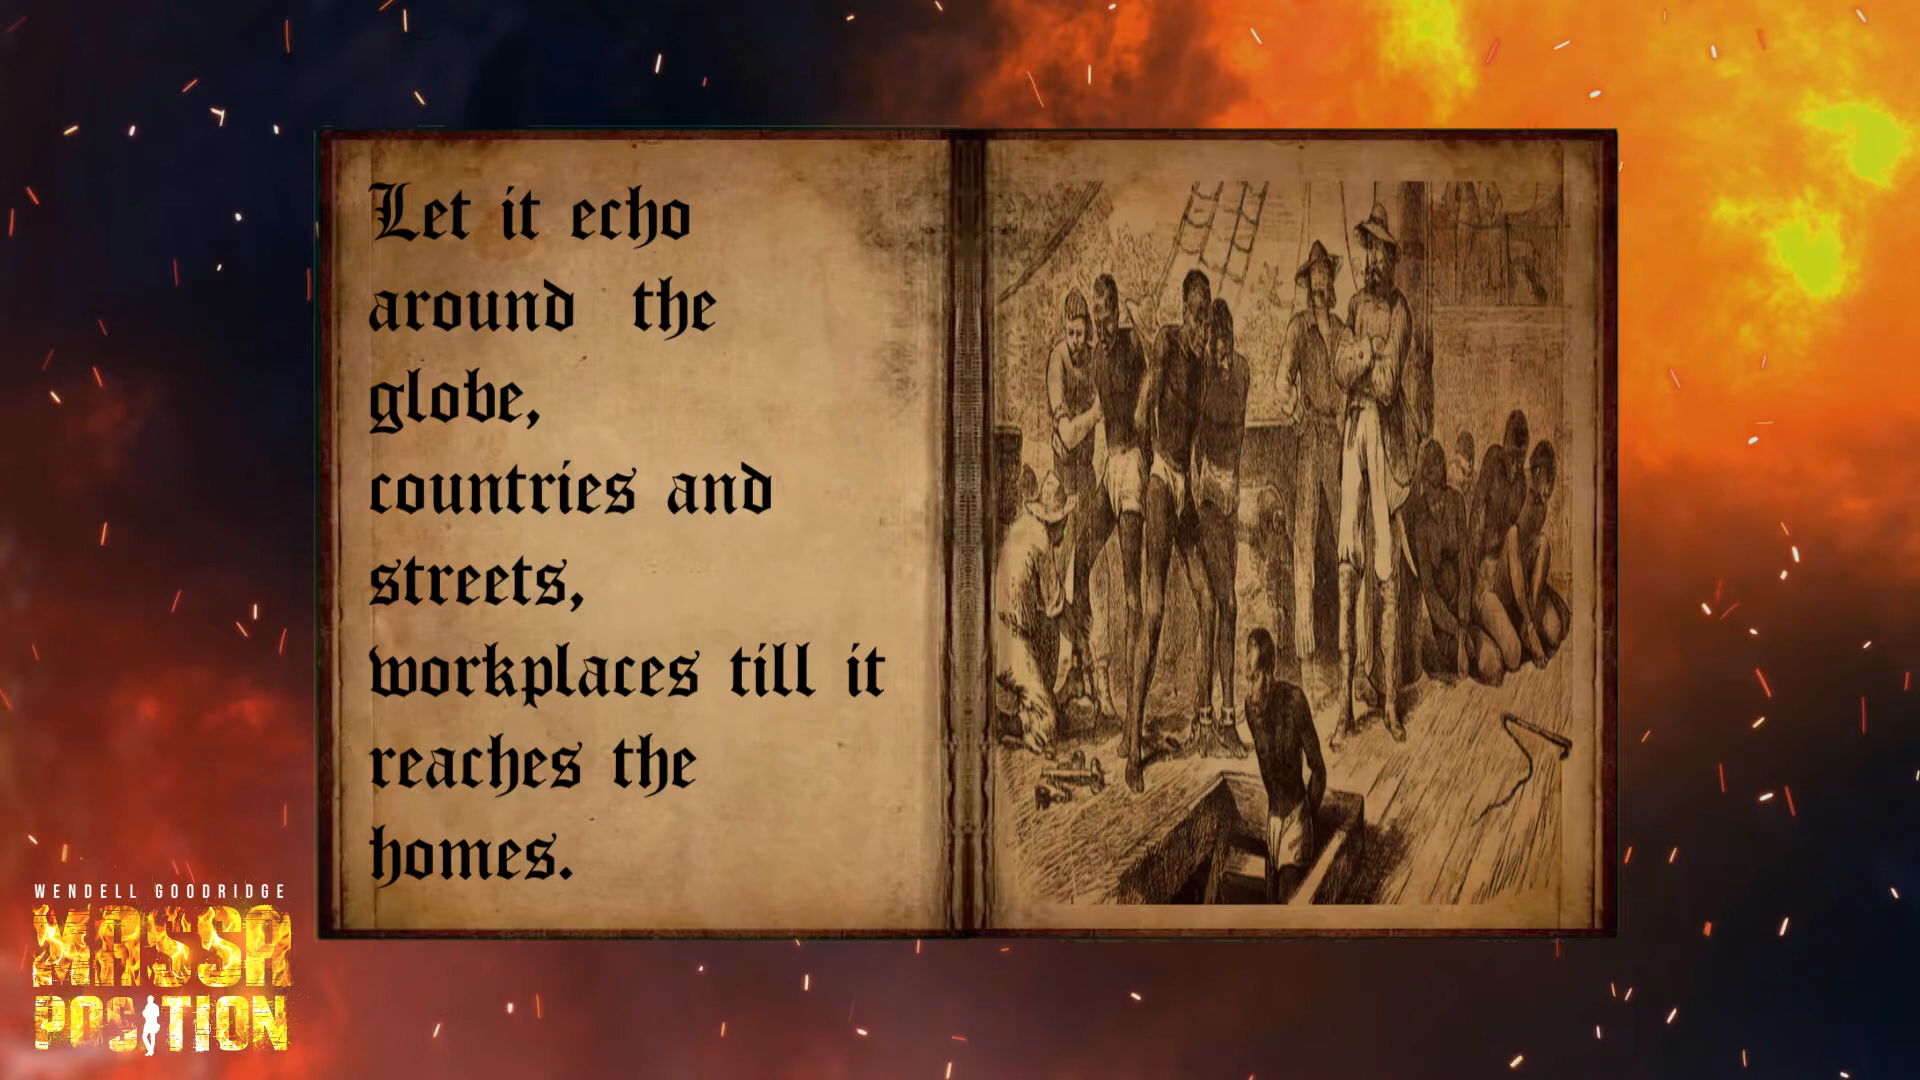 Let it echo
around the
globe,
countries and
streets,
workplaces till it
reaches the
homes.
WENDELL GOODRIDGE
MASSA
POSITION